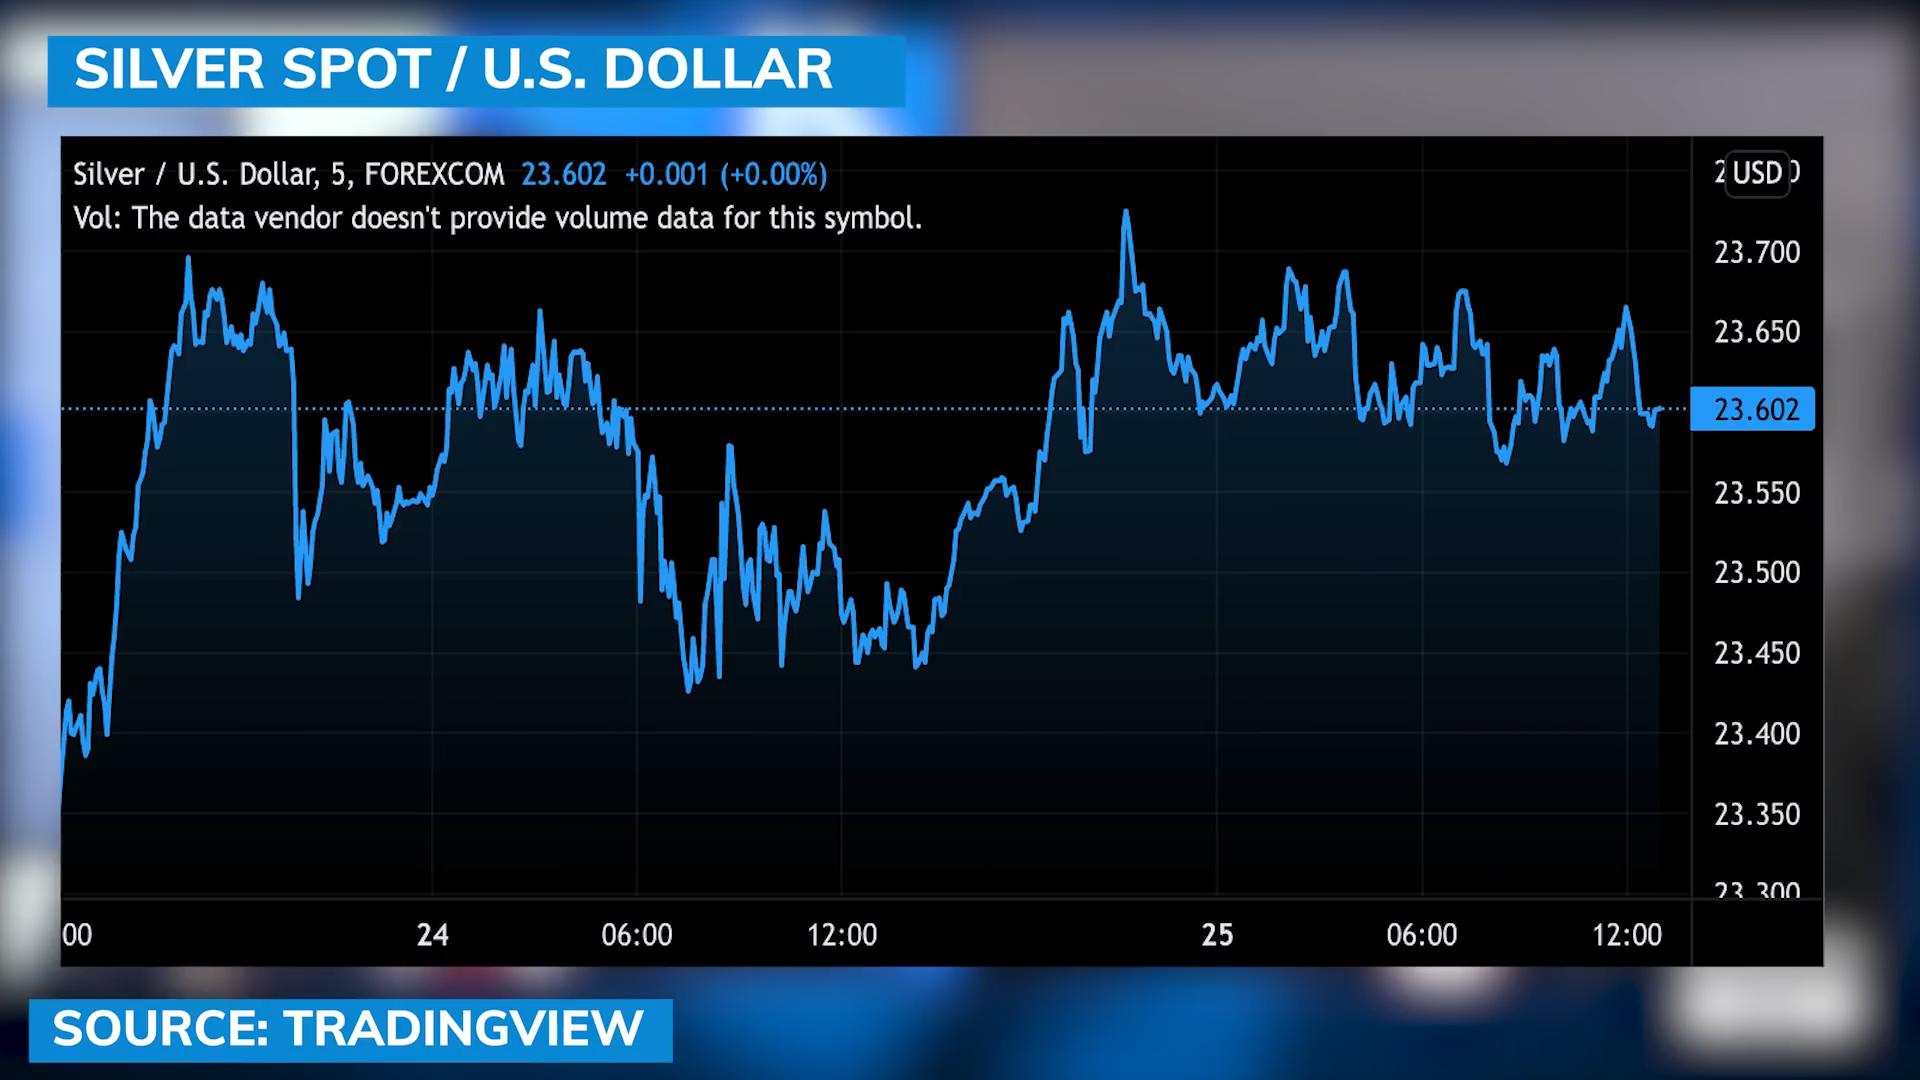 SILVER SPOT / U.S. DOLLAR
Silver / U.S. Dollar, 5, FOREXCOM 23.602 +0.001 (+0.00%)
Vol: The data vendor doesn't provide volume data for this symbol.
USD
23.700
23.650
23.602
23.550
23.500
23.450
23.400
23.350
23.300
00 24 06:00 12:00 25 06:00 12:00
SOURCE: TRADINGVIEW